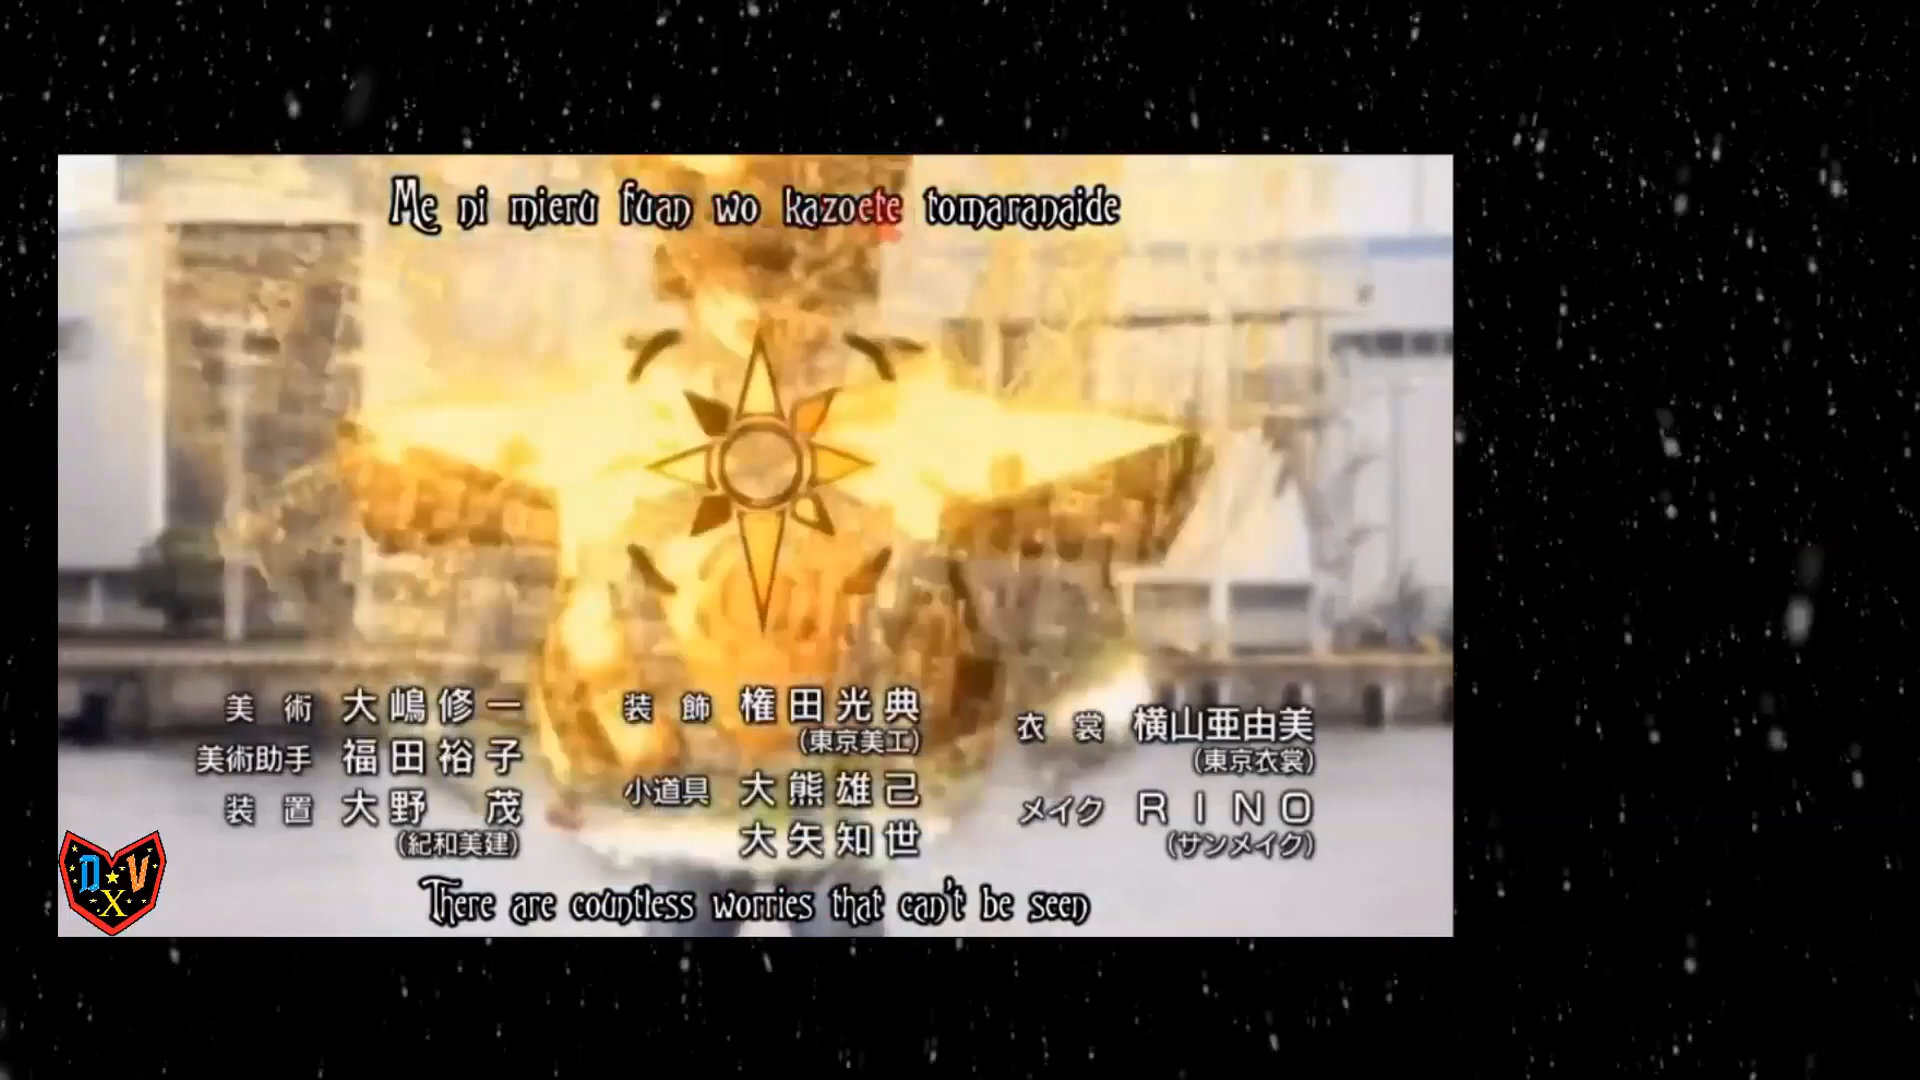 Me ni mieru fuan wo kazoete tomaranaide
美術 大嶋修一
美術助手 福田裕子
装置 大野 茂
(紀和美建)
装飾 権田光典
(東京美工)
小道具 大熊雄己
大矢知世
衣裳 横山亜由美
(東京衣裳)
メイク RINO
(サンメイク)
DXV
There are countless worries that can't be seen